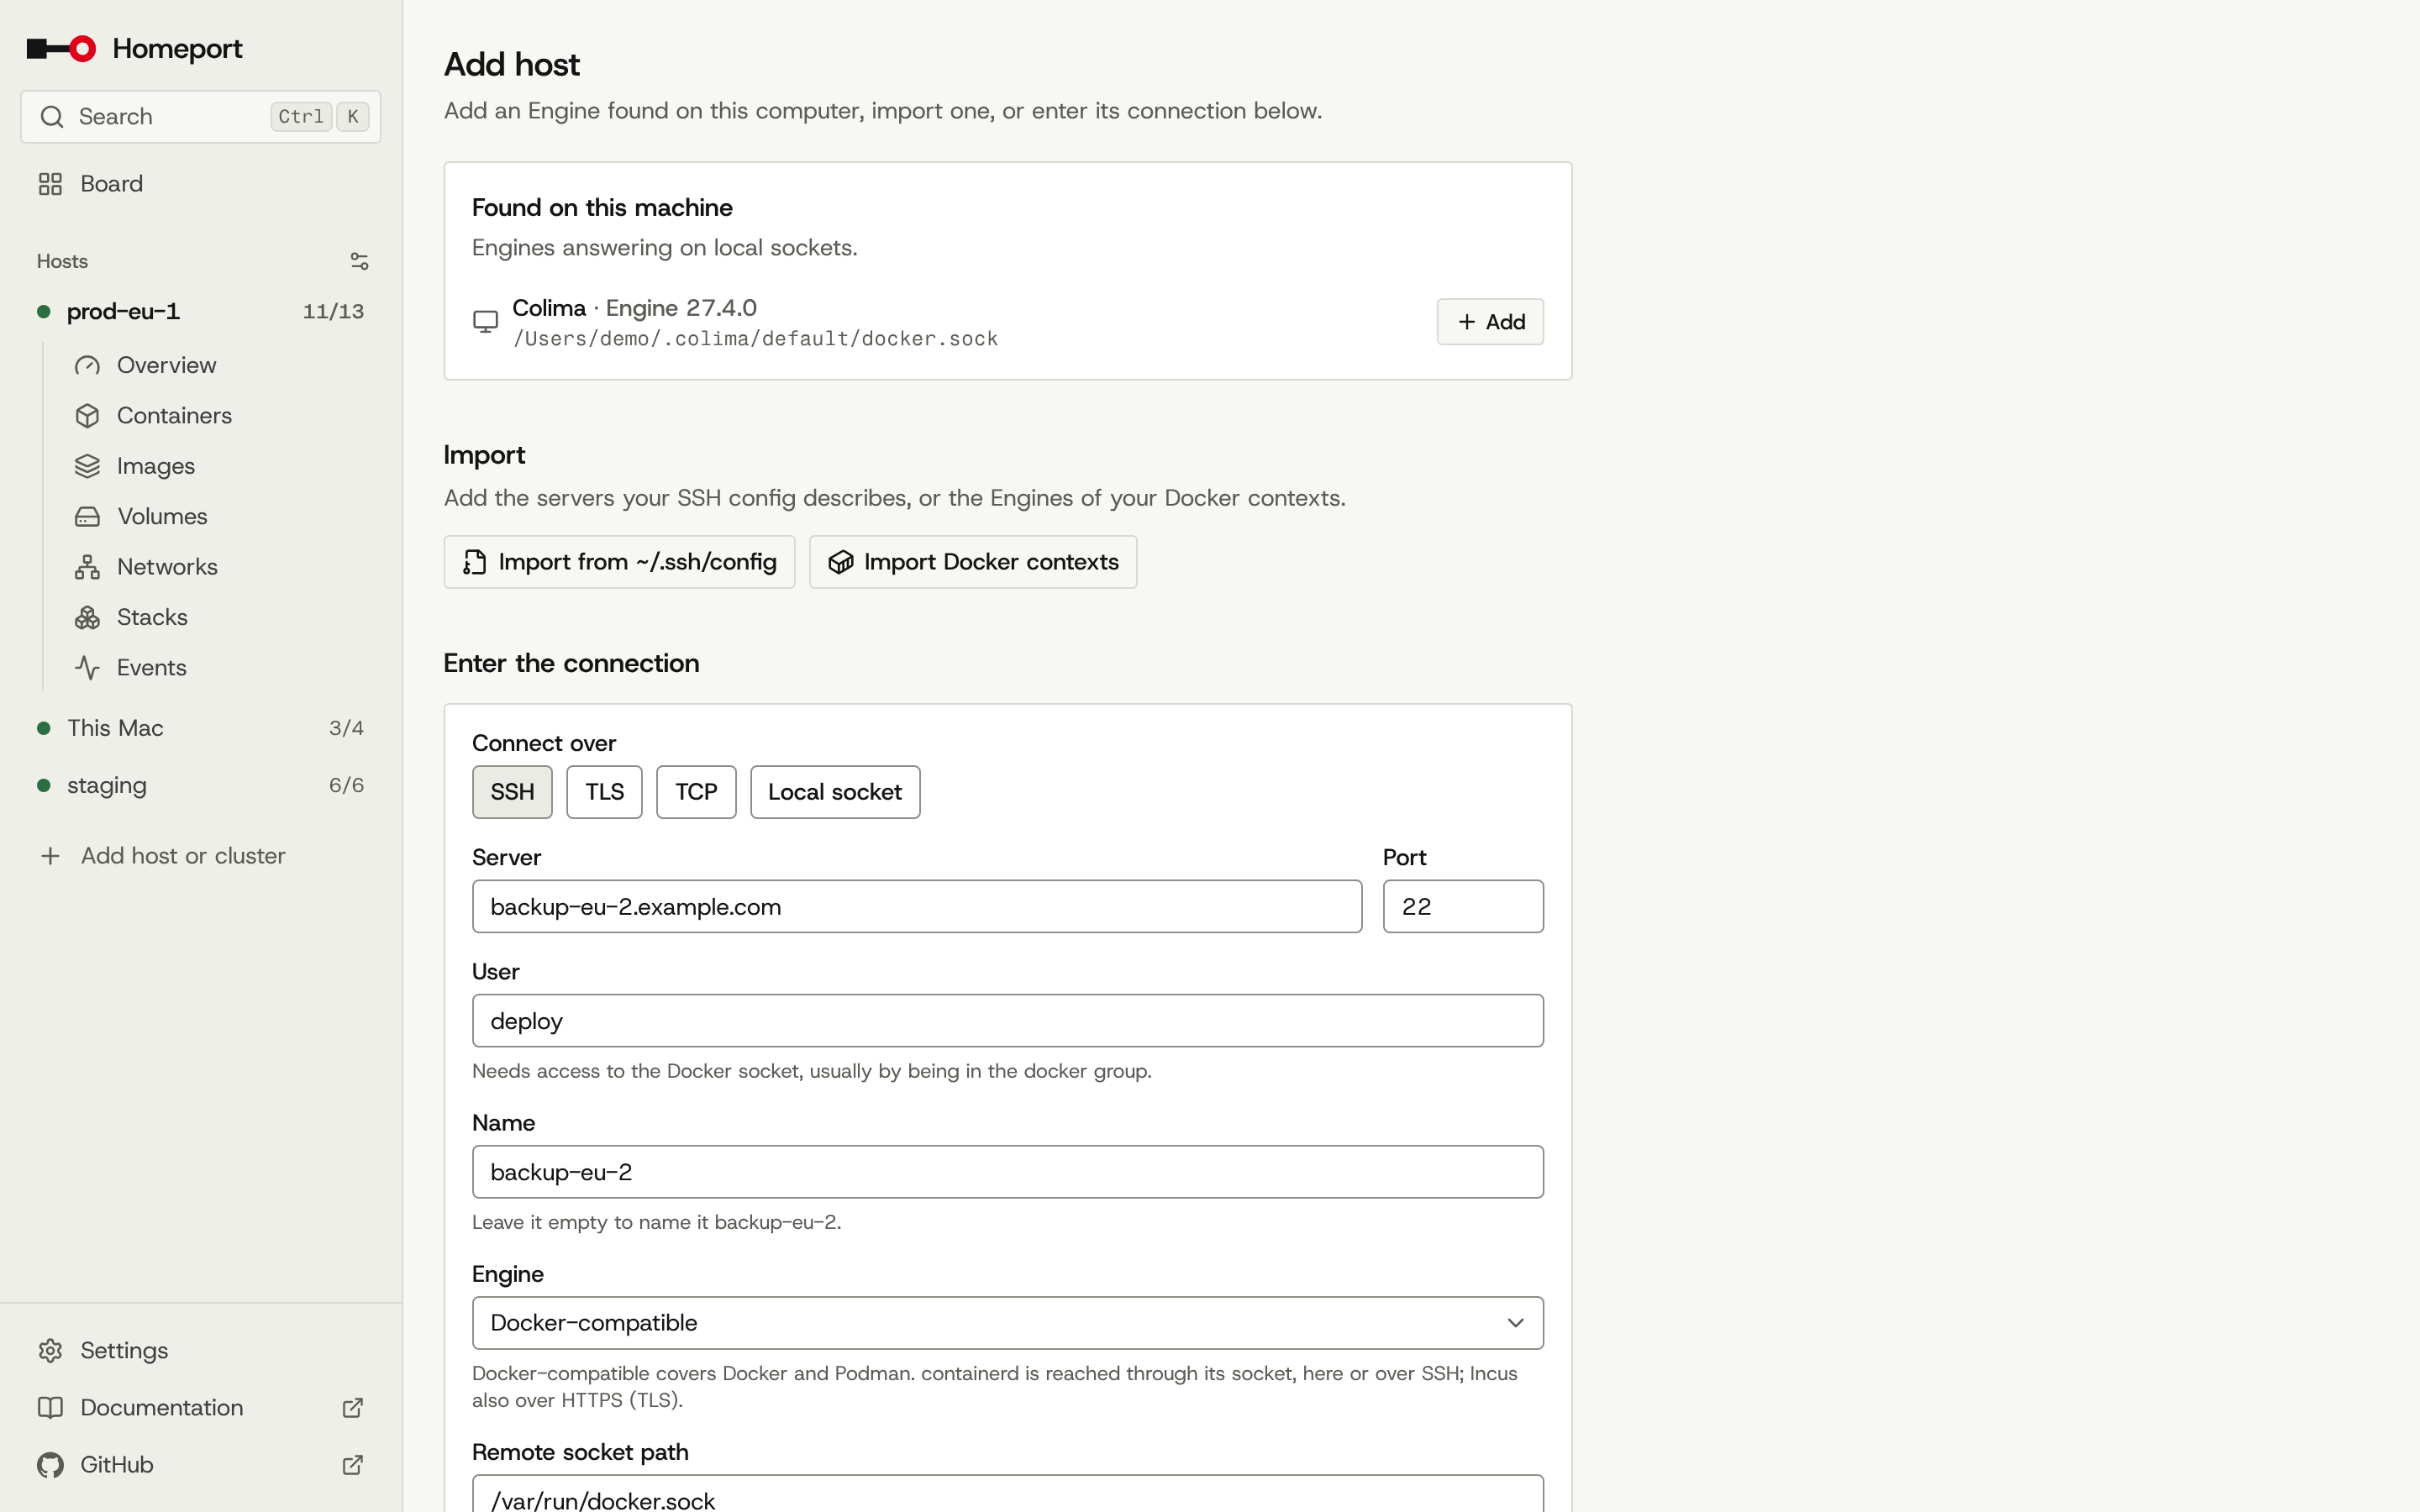 Homeport
Search Ctrl K
Board
Hosts
prod-eu-1 11/13
Overview
Containers
Images
Volumes
Networks
Stacks
Events
This Mac 3/4
staging 6/6
Add host or cluster
Settings
Documentation
GitHub
Add host
Add an Engine found on this computer, import one, or enter its connection below.
Found on this machine
Engines answering on local sockets.
Colima · Engine 27.4.0
/Users/demo/.colima/default/docker.sock
Add
Import
Add the servers your SSH config describes, or the Engines of your Docker contexts.
Import from ~/.ssh/config Import Docker contexts
Enter the connection
Connect over
SSH TLS TCP Local socket
Server Port
backup-eu-2.example.com 22
User
deploy
Needs access to the Docker socket, usually by being in the docker group.
Name
backup-eu-2
Leave it empty to name it backup-eu-2.
Engine
Docker-compatible
Docker-compatible covers Docker and Podman. containerd is reached through its socket, here or over SSH; Incus
also over HTTPS (TLS).
Remote socket path
/var/run/docker.sock